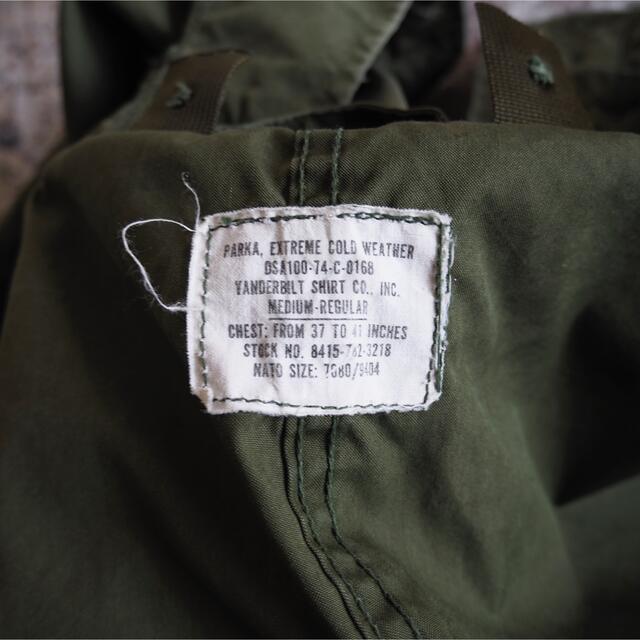 PARKA, EXTREME COLD WEATHER
DSA100-74-C-0168
VANDERBILT SHIRT CO., INC.
MEDIUM-REGULAR
CHEST: FROM 37 TO 41 INCHES
STOCK NO. 8415-782-3218
NATO SIZE: 7080/9404